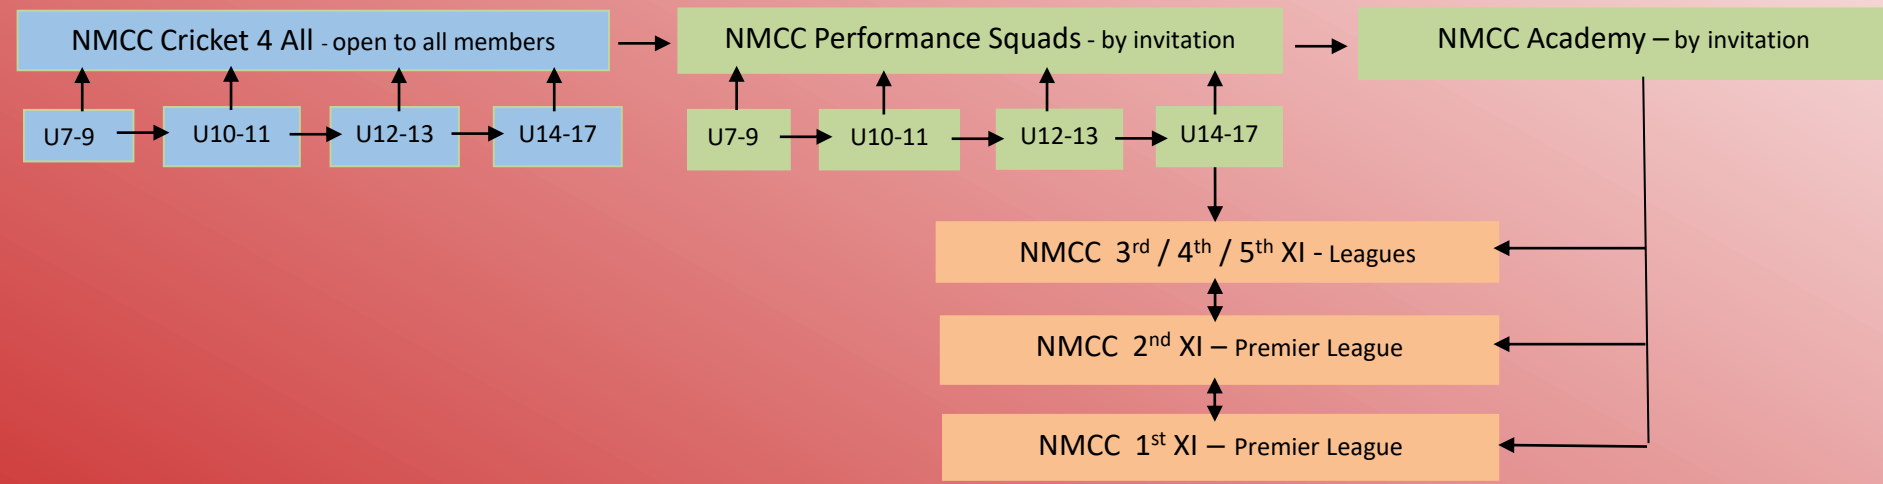 NMCC Cricket 4 All - open to all members
NMCC Performance Squads - by invitation
NMCC Academy – by invitation
U7-9
U10-11
U12-13
U14-17
U7-9
U10-11
U12-13
U14-17
NMCC 3rd / 4th / 5th XI - Leagues
NMCC 2nd XI – Premier League
NMCC 1st XI – Premier League